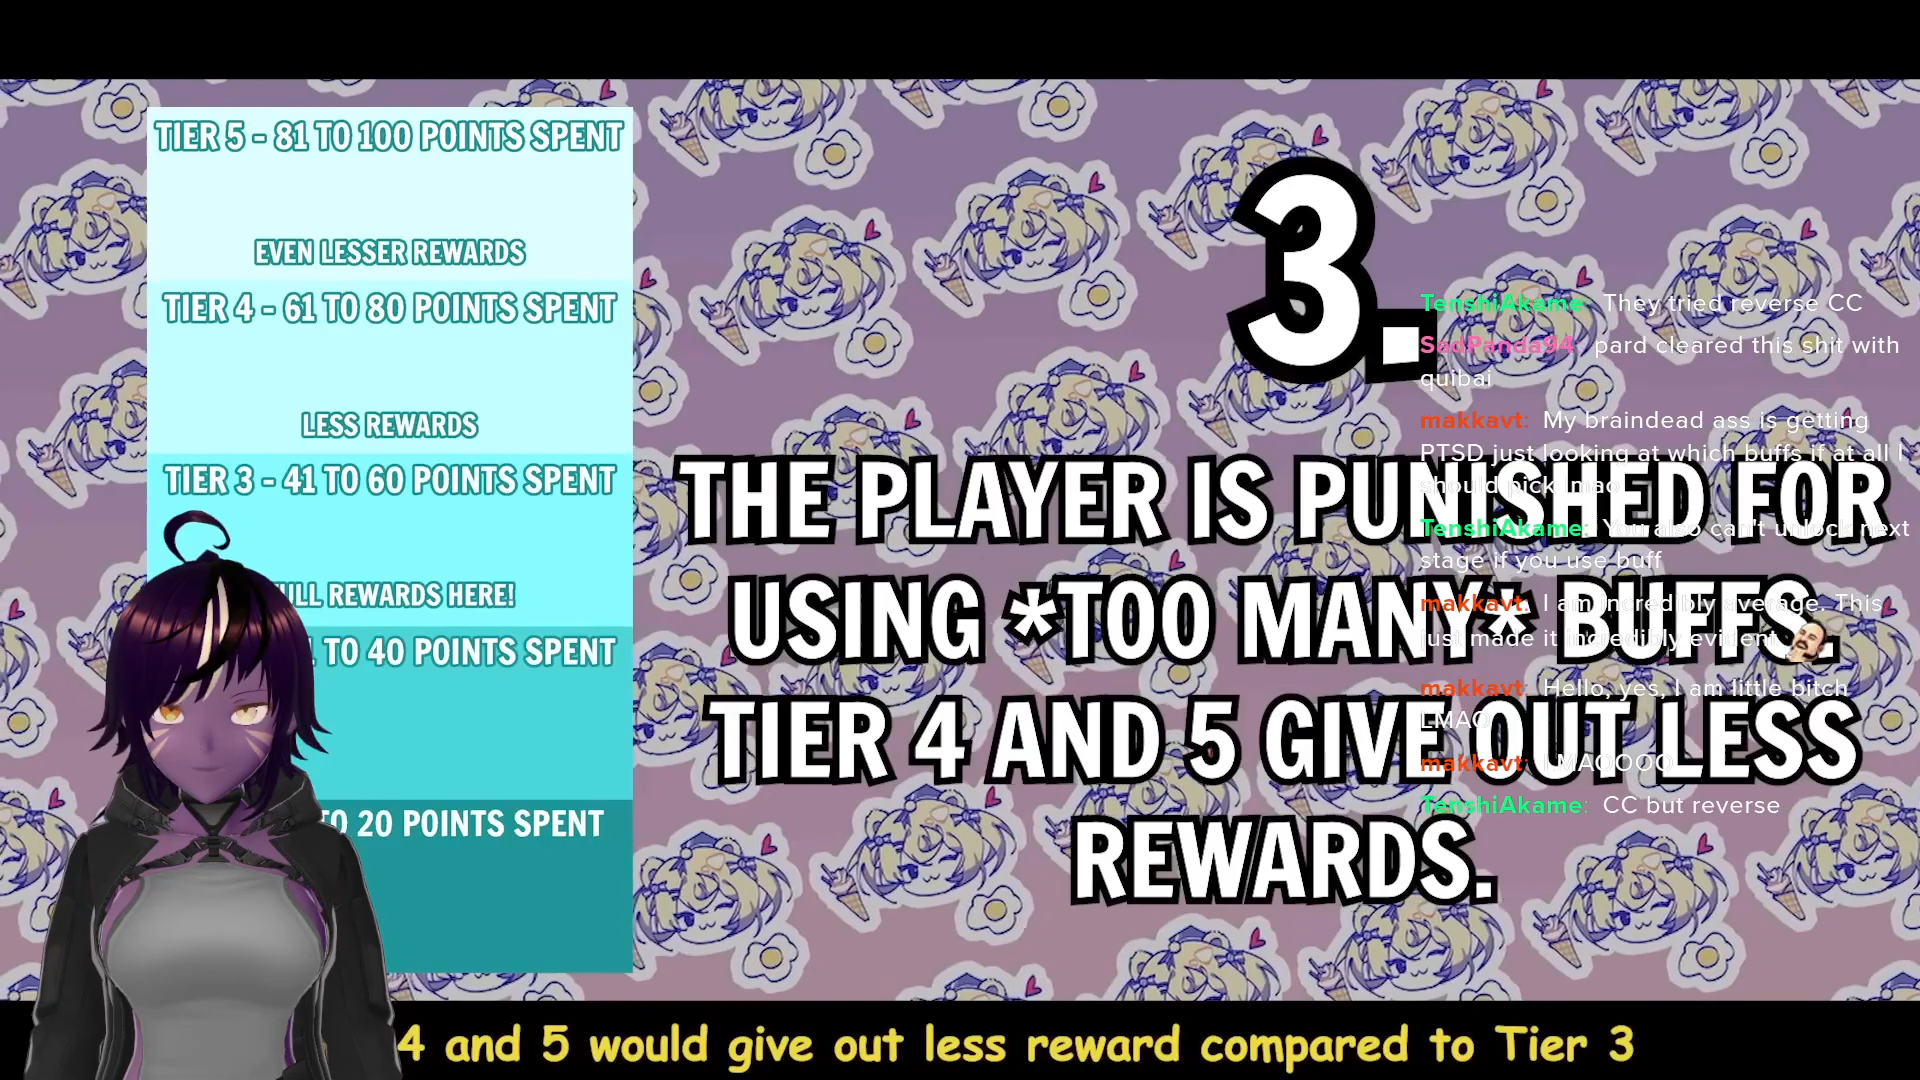 TIER 5 - 81 TO 100 POINTS SPENT
EVEN LESSER REWARDS
TIER 4 - 61 TO 80 POINTS SPENT
LESS REWARDS
TIER 3 - 41 TO 60 POINTS SPENT
REWARDS HERE!
TO 40 POINTS SPENT
TO 20 POINTS SPENT
3.
THE PLAYER IS PUNISHED FOR
USING *TOO MANY* BUFFS.
TIER 4 AND 5 GIVE OUT LESS
REWARDS.
TenshiAkame: They tried reverse CC
SadPanda94: pard cleared this shit with
quibai
makkavt: My braindead ass is getting
PTSD just looking at which buffs if at all I
should pick lmao
TenshiAkame: You also can't unlock next
stage if you use buff
makkavt: I am incredibly average. This
just made it incredibly evident
makkavt: Hello, yes, I am little bitch
LMAO
makkavt: LMAOOOO
TenshiAkame: CC but reverse
4 and 5 would give out less reward compared to Tier 3